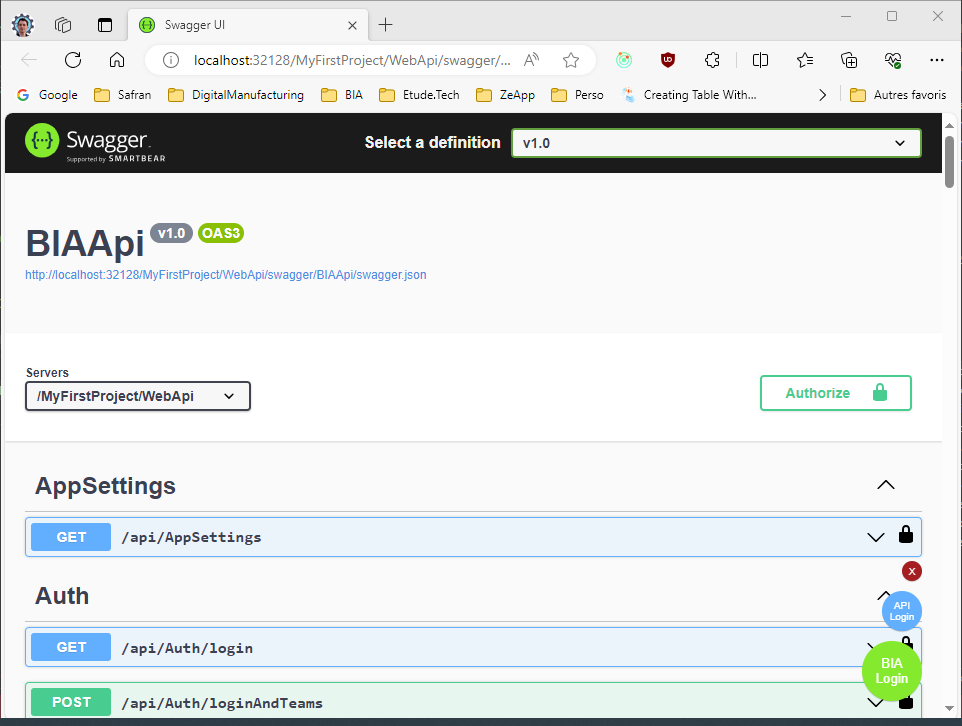 Swagger UI
localhost:32128/MyFirstProject/WebApi/swagger/...
Google
Safran
DigitalManufacturing
BIA
Etude.Tech
ZeApp
Perso
Creating Table With...
Autres favoris
Swagger
Supported by SMARTBEAR
Select a definition
v1.0
BIAApi v1.0 OAS3
http://localhost:32128/MyFirstProject/WebApi/swagger/BIAApi/swagger.json
Servers
/MyFirstProject/WebApi
Authorize
AppSettings
GET /api/AppSettings
X
Auth
API
Login
GET /api/Auth/login
BIA
Login
POST /api/Auth/loginAndTeams